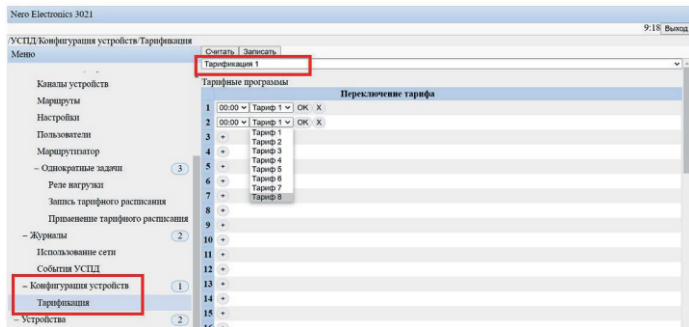 Nero Electronics 3021
9:18 Выход
/УСПД/Конфигурация устройств/Тарификация
Меню
Каналы устройств
Маршруты
Настройки
Пользователи
Маршрутизатор
– Однократные задачи 3
Реле нагрузки
Запись тарифного расписания
Применение тарифного расписания
– Журналы 2
Использование сети
События УСПД
– Конфигурация устройств 1
Тарификация
– Устройства 2
Считать Записать
Тарификация 1
Тарифные программы
Переключение тарифа
1 00:00 Тариф 1 OK X
2 00:00 Тариф 1 OK X
Тариф 1
Тариф 2
Тариф 3
Тариф 4
Тариф 5
Тариф 6
Тариф 7
Тариф 8
3 +
4 +
5 +
6 +
7 +
8 +
9 +
10 +
11 +
12 +
13 +
14 +
15 +